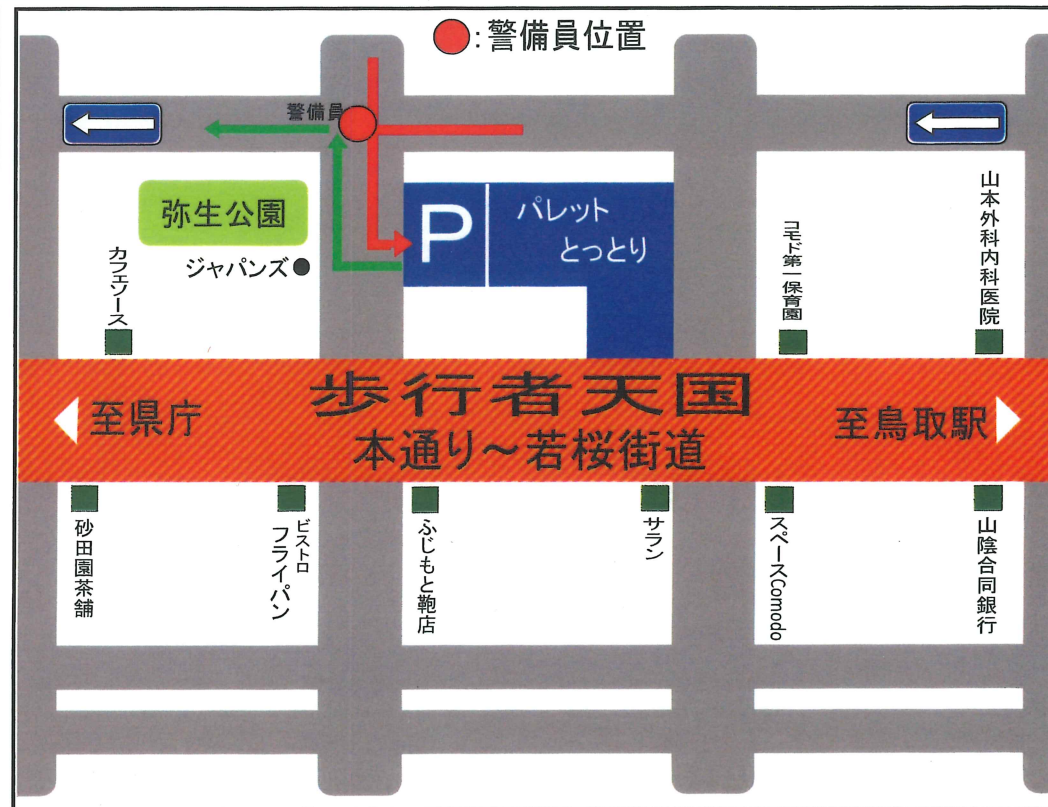 ●:警備員位置
警備員
弥生公園
ジャパンズ●
カフェソース
P
パレット
とっとり
コモド第一保育園
山本外科内科医院
歩行者天国
本通り～若桜街道
至県庁
至鳥取駅
砂田園茶舗
ビストロ
フライパン
ふじもと鞄店
サラン
スペースComodo
山陰合同銀行